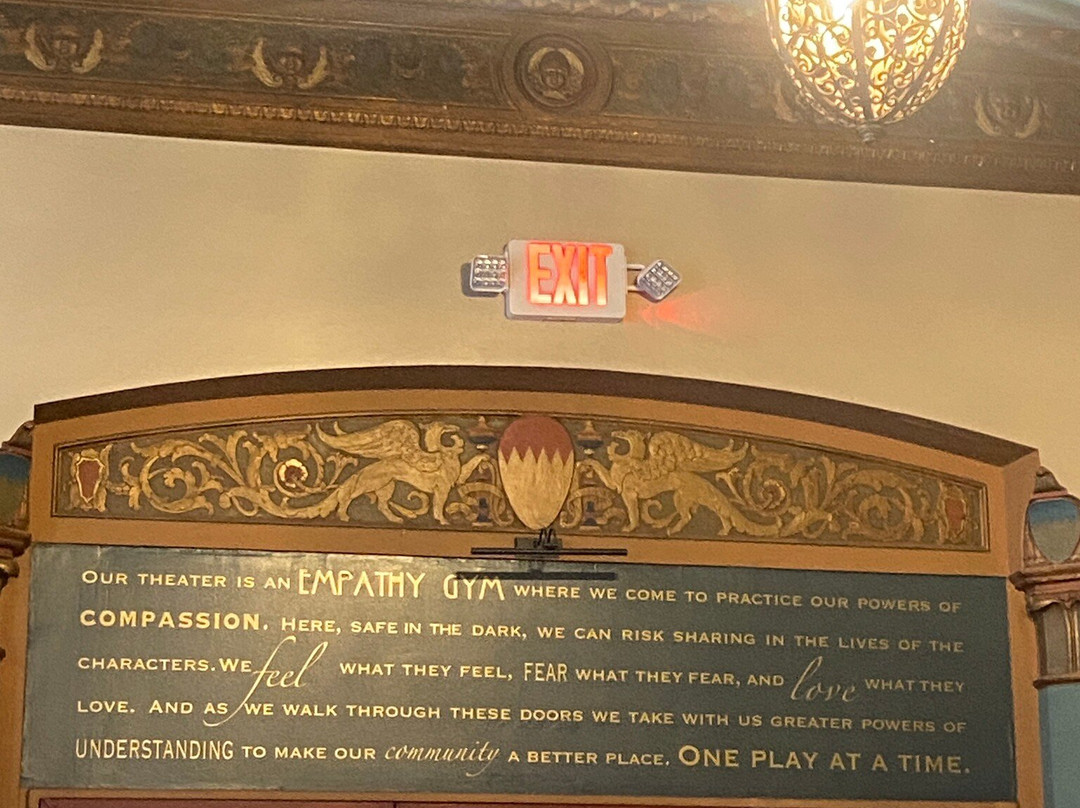 EXIT
OUR THEATER IS AN EMPATHY GYM WHERE WE COME TO PRACTICE OUR POWERS OF
COMPASSION. HERE, SAFE IN THE DARK, WE CAN RISK SHARING IN THE LIVES OF THE
CHARACTERS. WE feel WHAT THEY FEEL, FEAR WHAT THEY FEAR, AND love WHAT THEY
LOVE. AND AS WE WALK THROUGH THESE DOORS WE TAKE WITH US GREATER POWERS OF
UNDERSTANDING TO MAKE OUR community A BETTER PLACE, ONE PLAY AT A TIME.